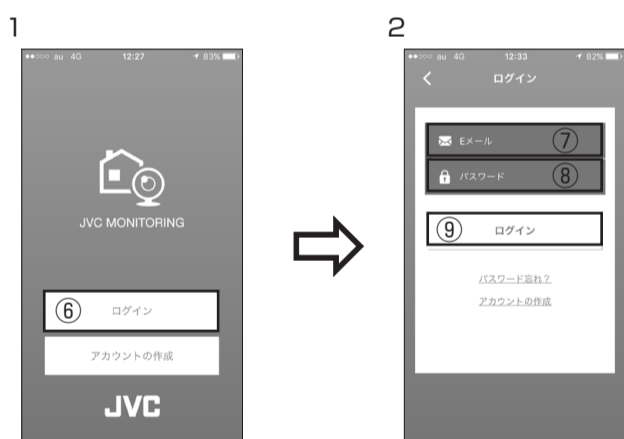 1
●●○○○ au 4G 12:27 83%
JVC MONITORING
⑥ ログイン
アカウントの作成
JVC
2
●●○○○ au 4G 12:33 82%
ログイン
Eメール ⑦
パスワード ⑧
⑨ ログイン
パスワード忘れ？
アカウントの作成